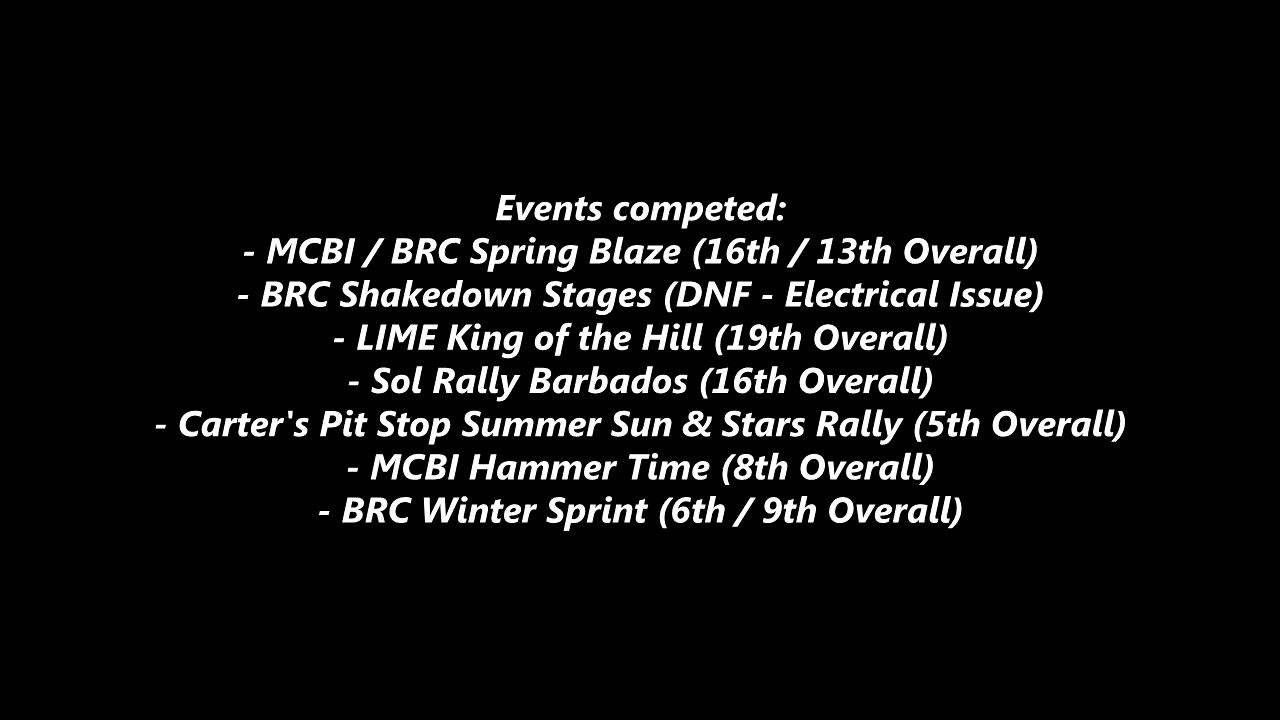 Events competed:
- MCBI / BRC Spring Blaze (16th / 13th Overall)
- BRC Shakedown Stages (DNF - Electrical Issue)
- LIME King of the Hill (19th Overall)
- Sol Rally Barbados (16th Overall)
- Carter's Pit Stop Summer Sun & Stars Rally (5th Overall)
- MCBI Hammer Time (8th Overall)
- BRC Winter Sprint (6th / 9th Overall)